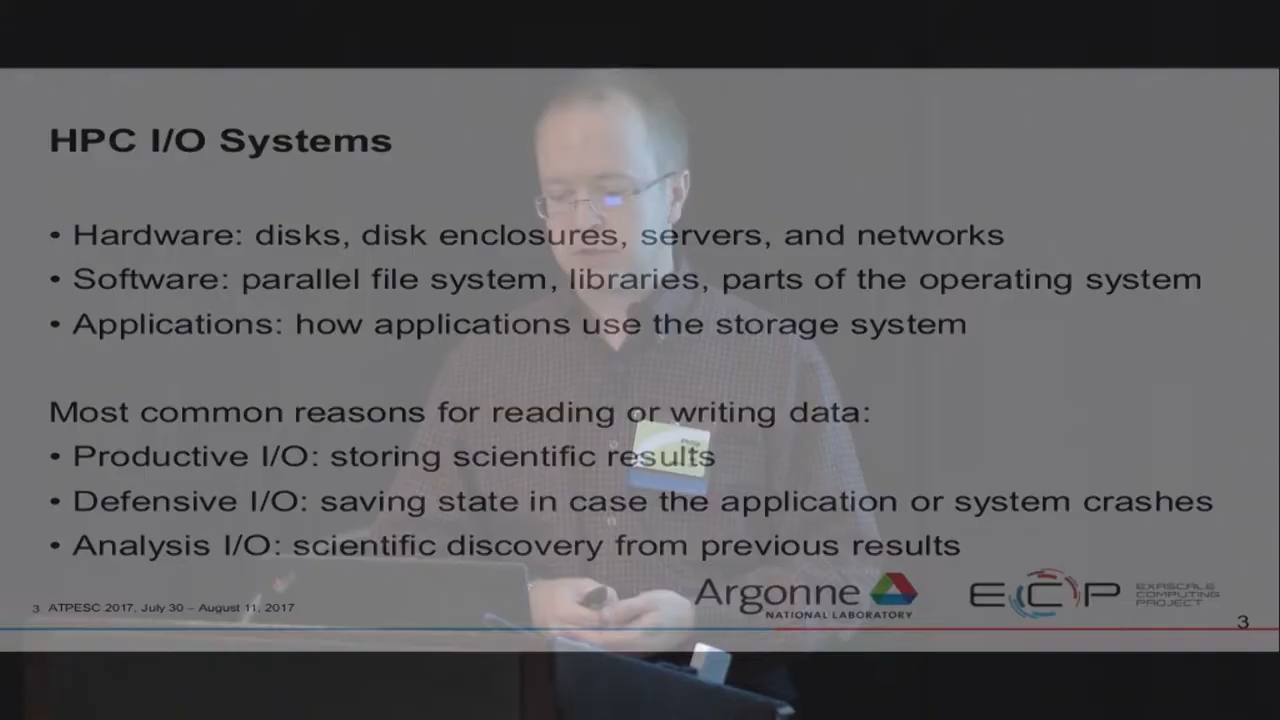 HPC I/O Systems
• Hardware: disks, disk enclosures, servers, and networks
• Software: parallel file system, libraries, parts of the operating system
• Applications: how applications use the storage system
Most common reasons for reading or writing data:
• Productive I/O: storing scientific results
• Defensive I/O: saving state in case the application or system crashes
• Analysis I/O: scientific discovery from previous results
Argonne
NATIONAL LABORATORY
ECP
EXASCALE
COMPUTING
PROJECT
3 ATPESC 2017, July 30 – August 11, 2017
3